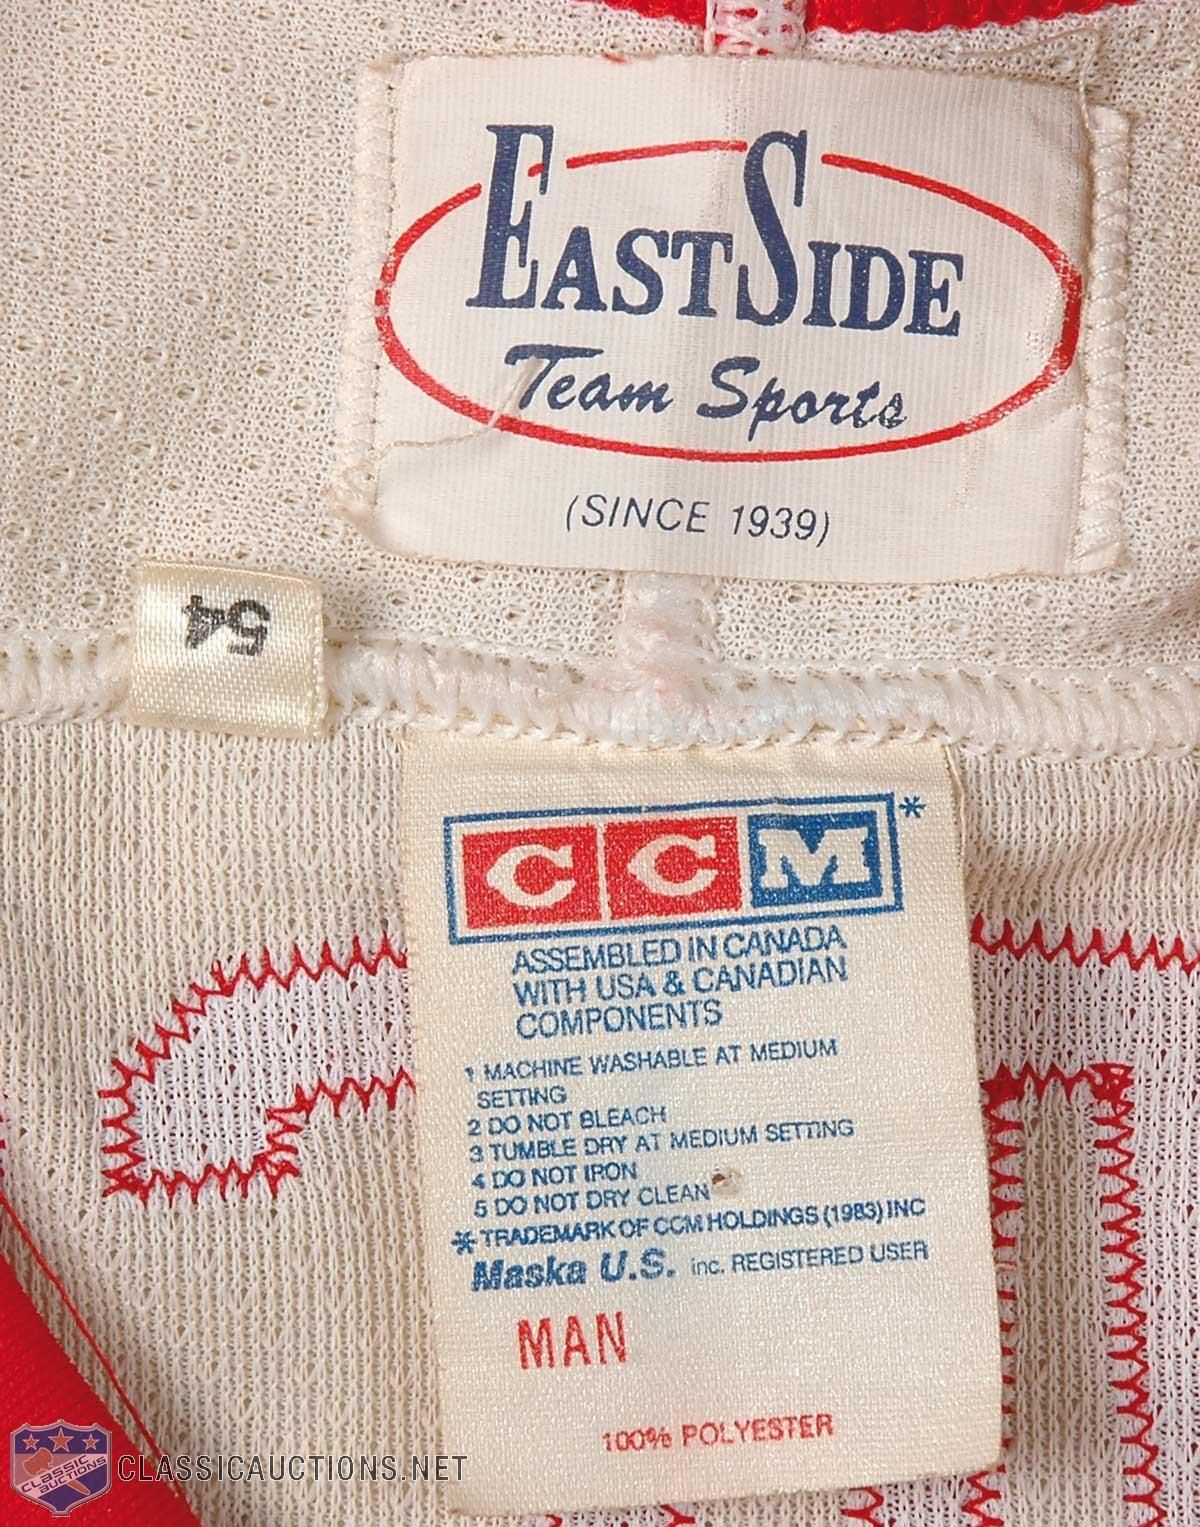 EASTSIDE
Team Sports
(SINCE 1939)
54
CCM*
ASSEMBLED IN CANADA
WITH USA & CANADIAN
COMPONENTS
1 MACHINE WASHABLE AT MEDIUM
SETTING
2 DO NOT BLEACH
3 TUMBLE DRY AT MEDIUM SETTING
4 DO NOT IRON
5 DO NOT DRY CLEAN
* TRADEMARK OF CCM HOLDINGS (1983) INC
Maska U.S. inc. REGISTERED USER
MAN
100% POLYESTER
CLASSIC
AUCTIONS
CLASSICAUCTIONS.NET